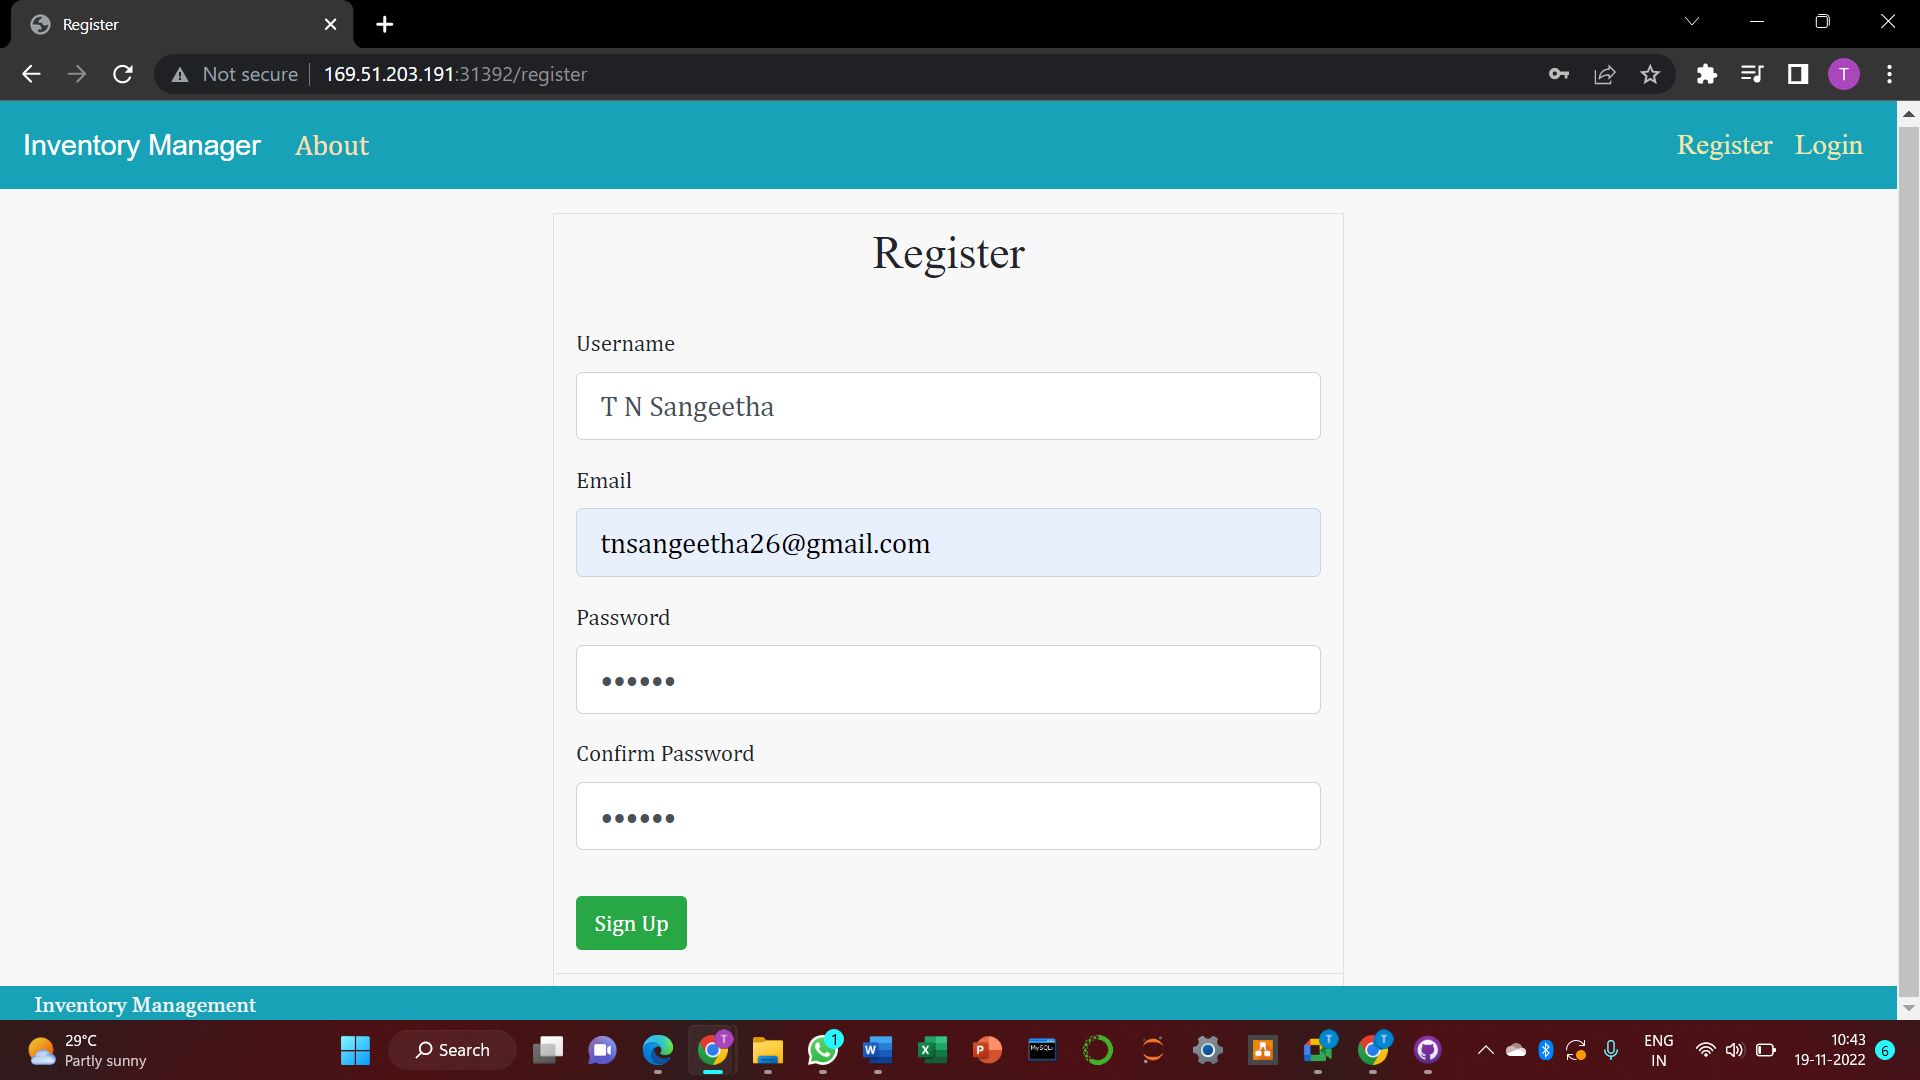 Register
Not secure
169.51.203.191:31392/register
T
Inventory Manager
About
Register
Login
Register
Username
T N Sangeetha
Email
tnsangeetha26@gmail.com
Password
••••••
Confirm Password
••••••
Sign Up
Inventory Management
29°C
Partly sunny
Search
T
1
W
X
P
MySQL
T
T
ENG
IN
10:43
19-11-2022
6